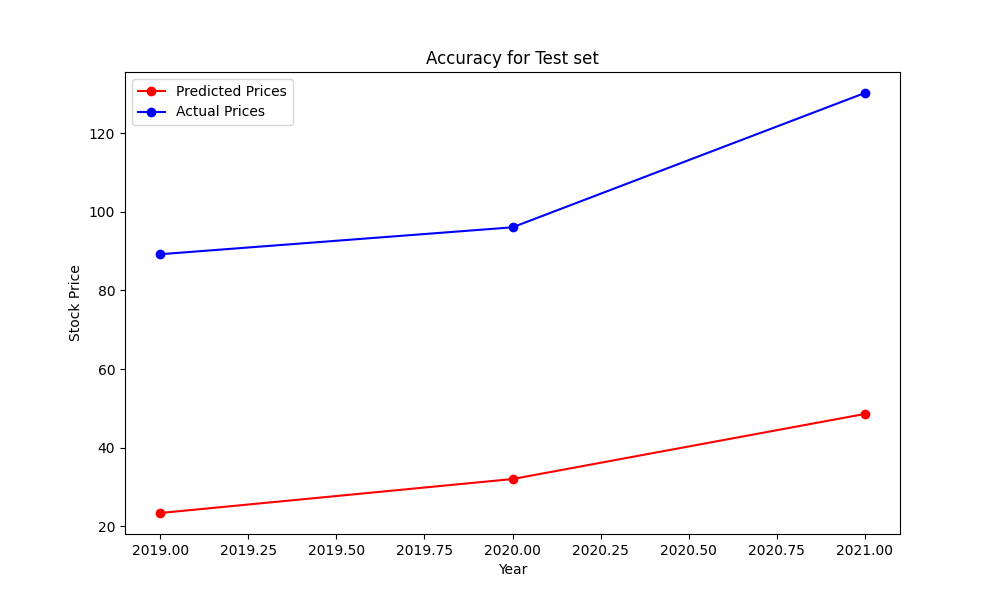 Accuracy for Test set
Predicted Prices
Actual Prices
Stock Price
120
100
80
60
40
20
2019.00 2019.25 2019.50 2019.75 2020.00 2020.25 2020.50 2020.75 2021.00
Year